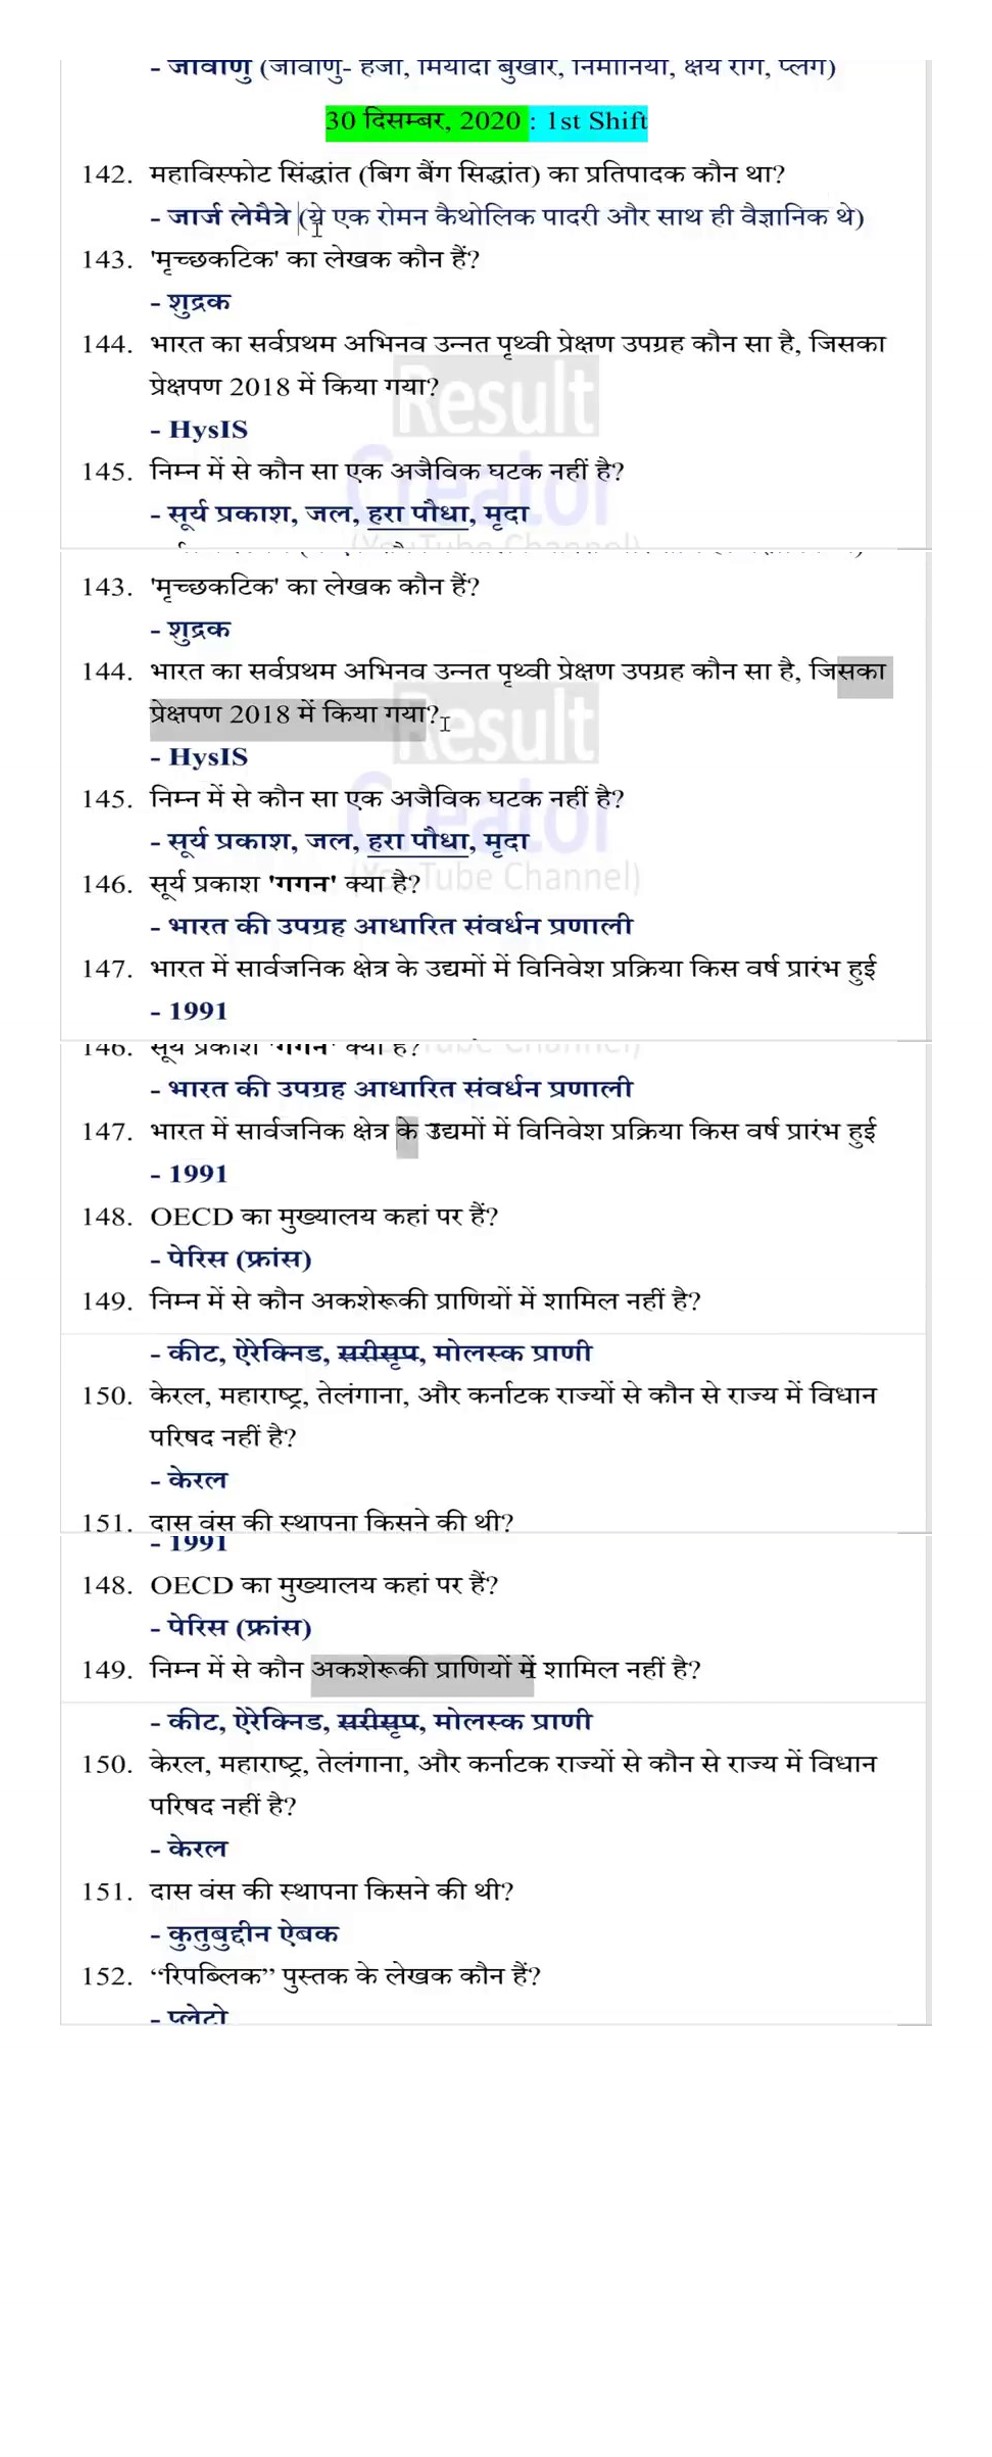 - जीवाणु (जीवाणु- हैजा, मियादी बुखार, निमोनिया, क्षय रोग, प्लेग)
30 दिसम्बर, 2020 : 1st Shift
142. महाविस्फोट सिंद्धांत (बिग बैंग सिद्धांत) का प्रतिपादक कौन था?
- जार्ज लेमैत्रे (ये एक रोमन कैथोलिक पादरी और साथ ही वैज्ञानिक थे)
143. 'मृच्छकटिक' का लेखक कौन हैं?
- शुद्रक
144. भारत का सर्वप्रथम अभिनव उन्नत पृथ्वी प्रेक्षण उपग्रह कौन सा है, जिसका
प्रेक्षपण 2018 में किया गया?
Result
- HysIS
145. निम्न में से कौन सा एक अजैविक घटक नहीं है?
Creator
- सूर्य प्रकाश, जल, हरा पौधा, मृदा
(YouTube Channel)
143. 'मृच्छकटिक' का लेखक कौन हैं?
- शुद्रक
144. भारत का सर्वप्रथम अभिनव उन्नत पृथ्वी प्रेक्षण उपग्रह कौन सा है, जिसका
प्रेक्षपण 2018 में किया गया?
Result
- HysIS
145. निम्न में से कौन सा एक अजैविक घटक नहीं है?
Creator
- सूर्य प्रकाश, जल, हरा पौधा, मृदा
(YouTube Channel)
146. सूर्य प्रकाश 'गगन' क्या है?
- भारत की उपग्रह आधारित संवर्धन प्रणाली
147. भारत में सार्वजनिक क्षेत्र के उद्यमों में विनिवेश प्रक्रिया किस वर्ष प्रारंभ हुई
- 1991
146. सूर्य प्रकाश 'गगन' क्या है?
- भारत की उपग्रह आधारित संवर्धन प्रणाली
147. भारत में सार्वजनिक क्षेत्र के उद्यमों में विनिवेश प्रक्रिया किस वर्ष प्रारंभ हुई
- 1991
148. OECD का मुख्यालय कहां पर हैं?
- पेरिस (फ्रांस)
149. निम्न में से कौन अकशेरूकी प्राणियों में शामिल नहीं है?
- कीट, ऐरेक्निड, सरीसृप, मोलस्क प्राणी
150. केरल, महाराष्ट्र, तेलंगाना, और कर्नाटक राज्यों से कौन से राज्य में विधान
परिषद नहीं है?
- केरल
151. दास वंस की स्थापना किसने की थी?
- 1991
148. OECD का मुख्यालय कहां पर हैं?
- पेरिस (फ्रांस)
149. निम्न में से कौन अकशेरूकी प्राणियों में शामिल नहीं है?
- कीट, ऐरेक्निड, सरीसृप, मोलस्क प्राणी
150. केरल, महाराष्ट्र, तेलंगाना, और कर्नाटक राज्यों से कौन से राज्य में विधान
परिषद नहीं है?
- केरल
151. दास वंस की स्थापना किसने की थी?
- कुतुबुद्दीन ऐबक
152. “रिपब्लिक” पुस्तक के लेखक कौन हैं?
- प्लेटो